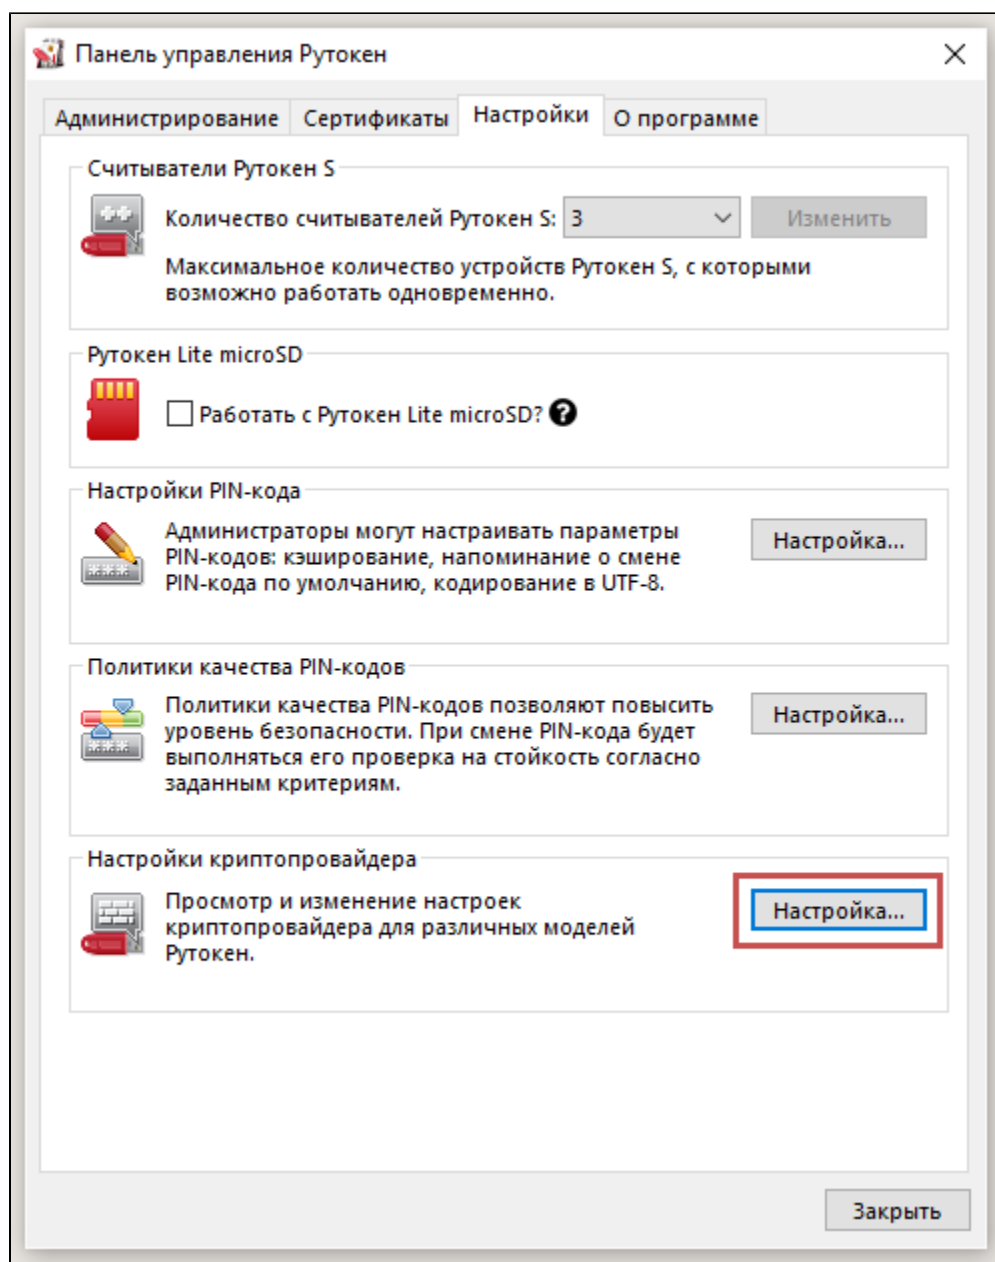 Панель управления Рутокен
Администрирование Сертификаты Настройки О программе
Считыватели Рутокен S
Количество считывателей Рутокен S: 3 Изменить
Максимальное количество устройств Рутокен S, с которыми
возможно работать одновременно.
Рутокен Lite microSD
Работать с Рутокен Lite microSD? ?
Настройки PIN-кода
Администраторы могут настраивать параметры
PIN-кодов: кэширование, напоминание о смене
PIN-кода по умолчанию, кодирование в UTF-8.
Настройка...
Политики качества PIN-кодов
Политики качества PIN-кодов позволяют повысить
уровень безопасности. При смене PIN-кода будет
выполняться его проверка на стойкость согласно
заданным критериям.
Настройка...
Настройки криптопровайдера
Просмотр и изменение настроек
криптопровайдера для различных моделей
Рутокен.
Настройка...
Закрыть